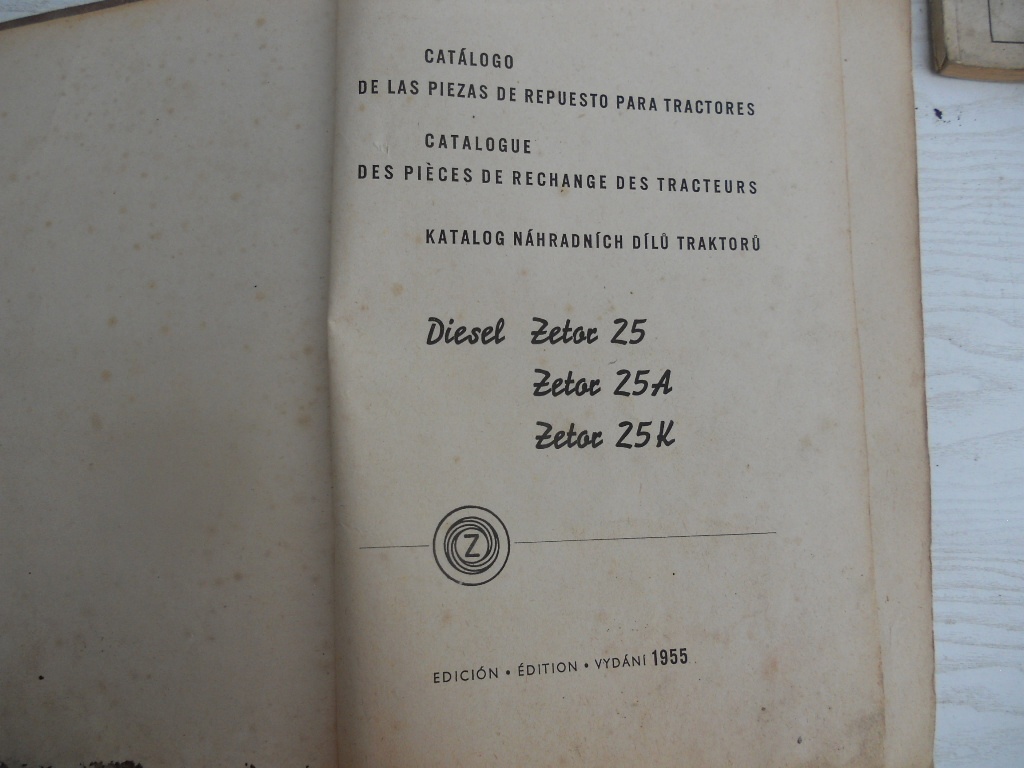 CATÁLOGO
DE LAS PIEZAS DE REPUESTO PARA TRACTORES
CATALOGUE
DES PIÈCES DE RECHANGE DES TRACTEURS
KATALOG NÁHRADNÍCH DÍLŮ TRAKTORŮ
Diesel Zetor 25
Zetor 25A
Zetor 25K
Z
EDICIÓN • ÉDITION • VYDÁNI 1955